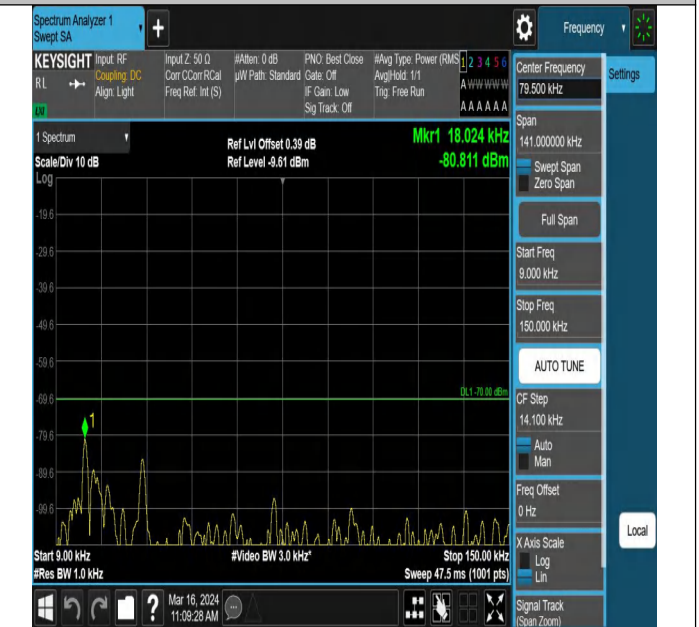 Spectrum Analyzer 1
Swept SA
+
Frequency
KEYSIGHT
RL
Input: RF
Coupling: DC
Align: Light
Input Z: 50 Ω
Corr CCorr RCal
Freq Ref: Int (S)
#Atten: 0 dB
µW Path: Standard
PNO: Best Close
Gate: Off
IF Gain: Low
Sig Track: Off
#Avg Type: Power (RMS
Avg|Hold: 1/1
Trig: Free Run
1 2 3 4 5 6
A W W W W W
A A A A A A
1 Spectrum
Scale/Div 10 dB
Log
Ref Lvl Offset 0.39 dB
Ref Level -9.61 dBm
Mkr1 18.024 kHz
-80.811 dBm
-19.6
-29.6
-39.6
-49.6
-59.6
-69.6
-79.6
-89.6
-99.6
DL1 -70.00 dBm
1
Start 9.00 kHz
#Res BW 1.0 kHz
#Video BW 3.0 kHz*
Stop 150.00 kHz
Sweep 47.5 ms (1001 pts)
Center Frequency
79.500 kHz
Settings
Span
141.000000 kHz
Swept Span
Zero Span
Full Span
Start Freq
9.000 kHz
Stop Freq
150.000 kHz
AUTO TUNE
CF Step
14.100 kHz
Auto
Man
Freq Offset
0 Hz
X Axis Scale
Log
Lin
Signal Track
(Span Zoom)
Local
?
Mar 16, 2024
11:09:28 AM